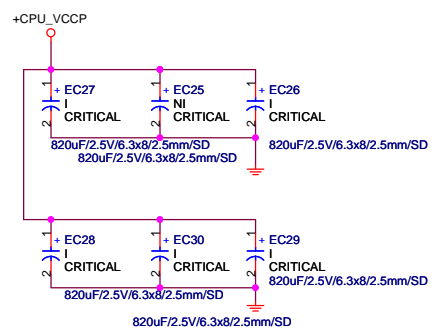 +CPU_VCCP
1
+ EC27
I
CRITICAL
2
1
+ EC25
NI
CRITICAL
2
1
+ EC26
I
CRITICAL
2
820uF/2.5V/6.3x8/2.5mm/SD
820uF/2.5V/6.3x8/2.5mm/SD
820uF/2.5V/6.3x8/2.5mm/SD
1
+ EC28
I
CRITICAL
2
1
+ EC30
I
CRITICAL
2
1
+ EC29
I
CRITICAL
2
820uF/2.5V/6.3x8/2.5mm/SD
820uF/2.5V/6.3x8/2.5mm/SD
820uF/2.5V/6.3x8/2.5mm/SD